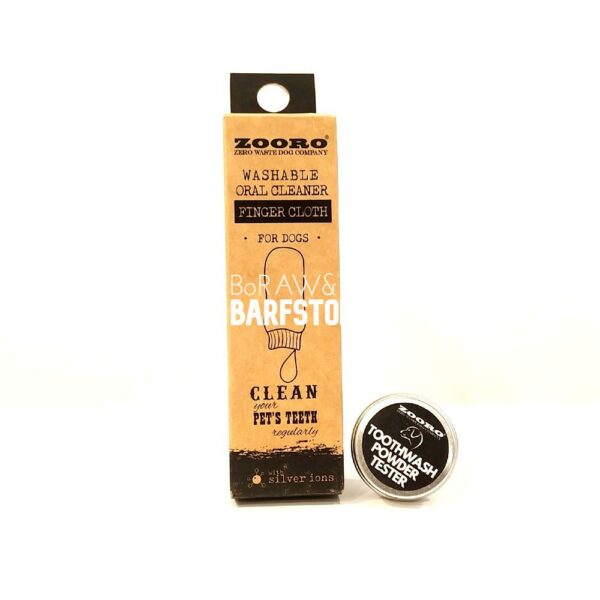 ZOORO®
ZERO WASTE DOG COMPANY
WASHABLE
ORAL CLEANER
FINGER CLOTH
· FOR DOGS ·
BoRAW&
BARFSTO
CLEAN
your
PET'S TEETH
regularly
with
silver ions
ZOORO
TOOTHWASH
POWDER
TESTER